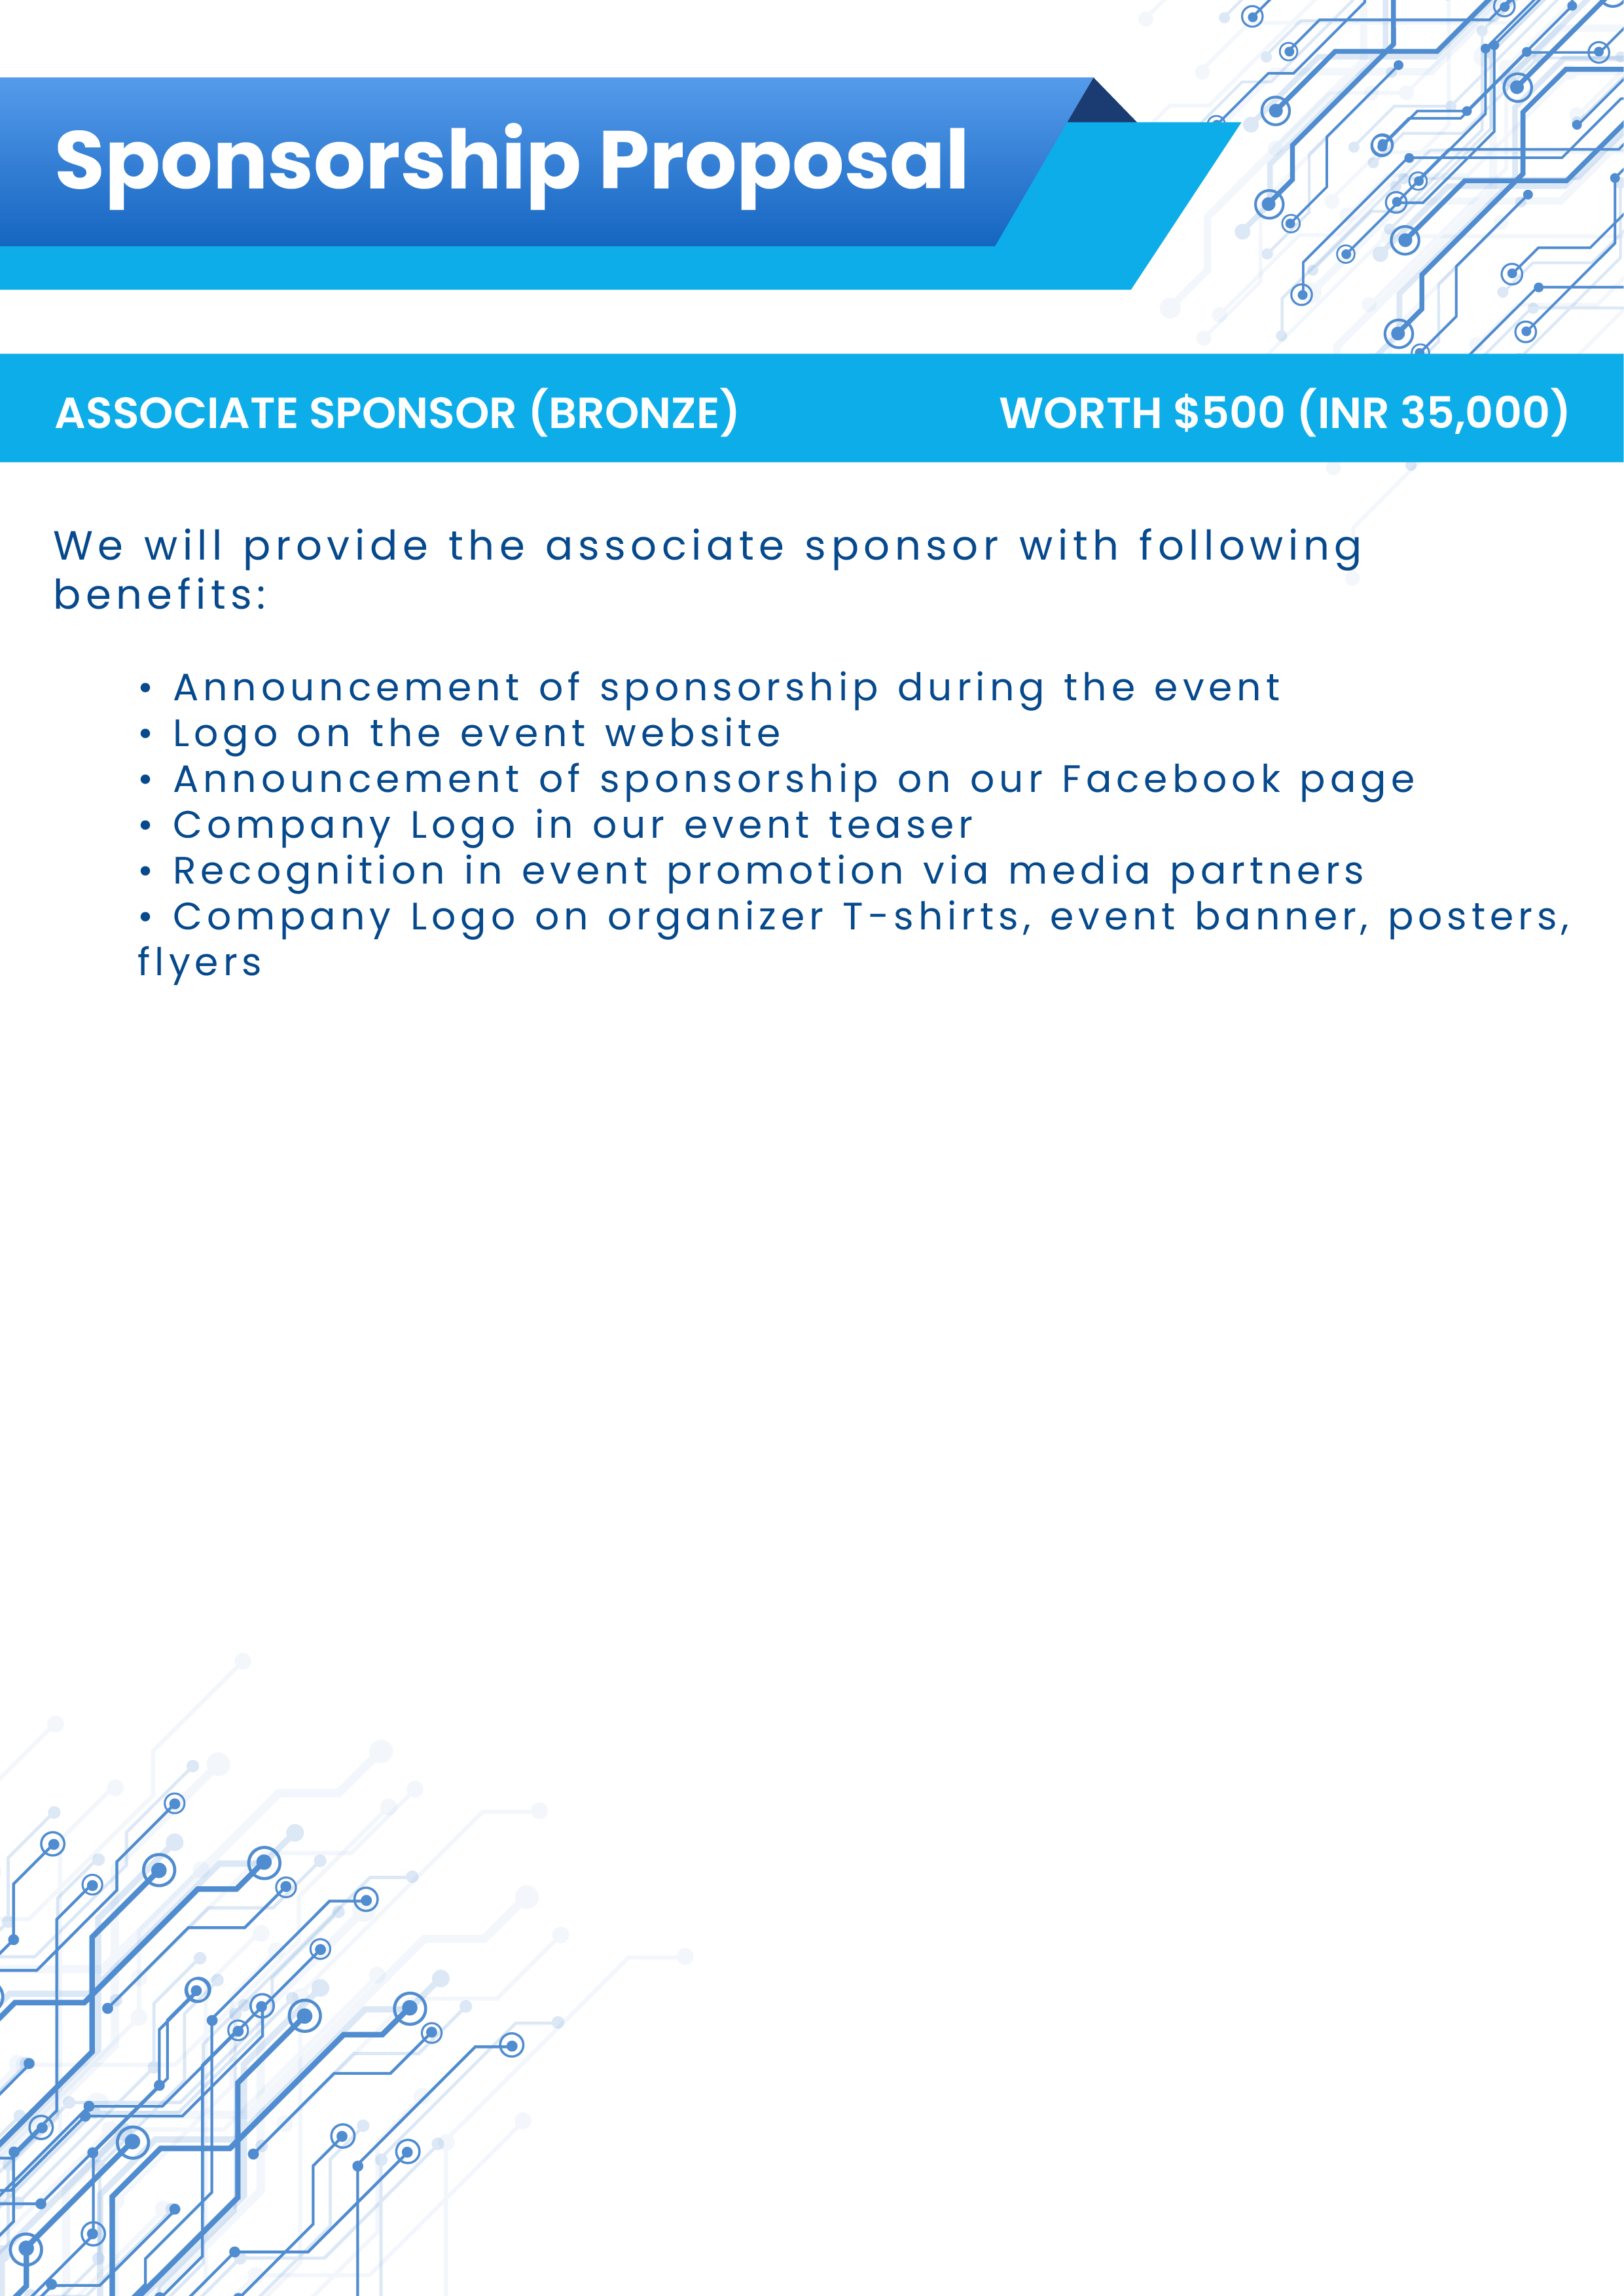 Sponsorship Proposal
ASSOCIATE SPONSOR (BRONZE) WORTH $500 (INR 35,000)
We will provide the associate sponsor with following
benefits:
• Announcement of sponsorship during the event
• Logo on the event website
• Announcement of sponsorship on our Facebook page
• Company Logo in our event teaser
• Recognition in event promotion via media partners
• Company Logo on organizer T-shirts, event banner, posters,
flyers